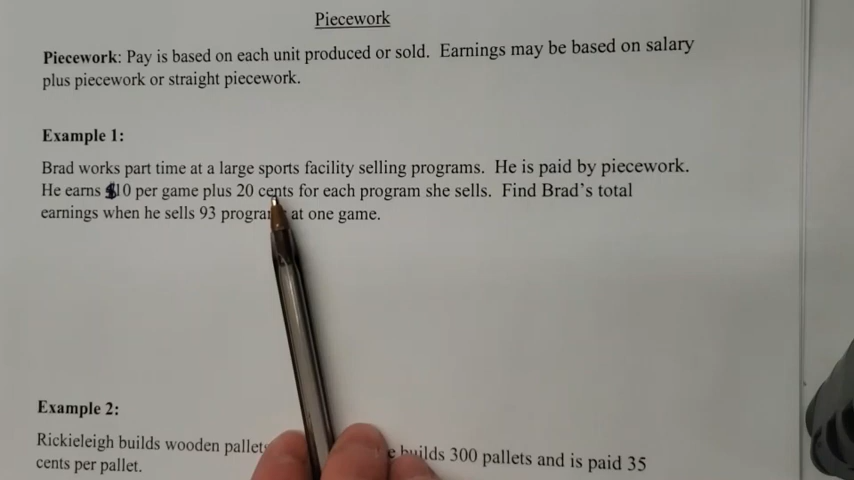 Piecework
Piecework: Pay is based on each unit produced or sold. Earnings may be based on salary
plus piecework or straight piecework.
Example 1:
Brad works part time at a large sports facility selling programs. He is paid by piecework.
He earns $10 per game plus 20 cents for each program she sells. Find Brad's total
earnings when he sells 93 at one game.
Example 2:
Rickieleigh builds wooden builds 300 pallets and is paid 35
cents per pallet.